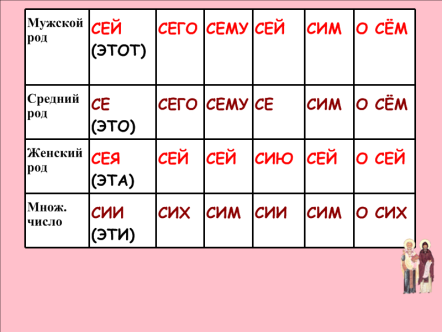 Мужской род СЕЙ (ЭТОТ) СЕГО СЕМУ СЕЙ СИМ О СЁМ
Средний род СЕ (ЭТО) СЕГО СЕМУ СЕ СИМ О СЁМ
Женский род СЕЯ (ЭТА) СЕЙ СЕЙ СИЮ СЕЙ О СЕЙ
Множ. число СИИ (ЭТИ) СИХ СИМ СИИ СИМ О СИХ